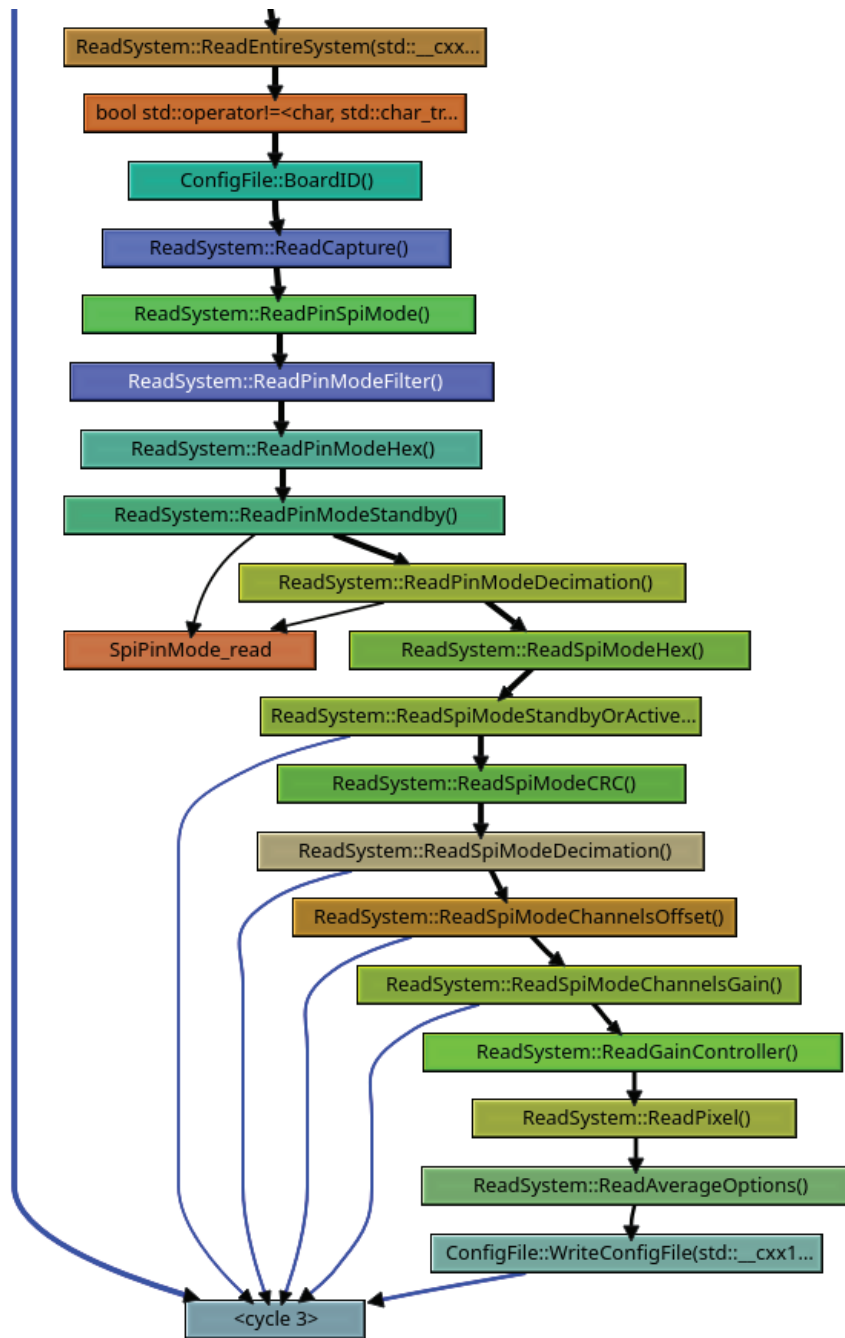 ReadSystem::ReadEntireSystem(std::__cxx...
bool std::operator!=<char, std::char_tr...
ConfigFile::BoardID()
ReadSystem::ReadCapture()
ReadSystem::ReadPinSpiMode()
ReadSystem::ReadPinModeFilter()
ReadSystem::ReadPinModeHex()
ReadSystem::ReadPinModeStandby()
ReadSystem::ReadPinModeDecimation()
SpiPinMode_read
ReadSystem::ReadSpiModeHex()
ReadSystem::ReadSpiModeStandbyOrActive...
ReadSystem::ReadSpiModeCRC()
ReadSystem::ReadSpiModeDecimation()
ReadSystem::ReadSpiModeChannelsOffset()
ReadSystem::ReadSpiModeChannelsGain()
ReadSystem::ReadGainController()
ReadSystem::ReadPixel()
ReadSystem::ReadAverageOptions()
ConfigFile::WriteConfigFile(std::__cxx1...
<cycle 3>